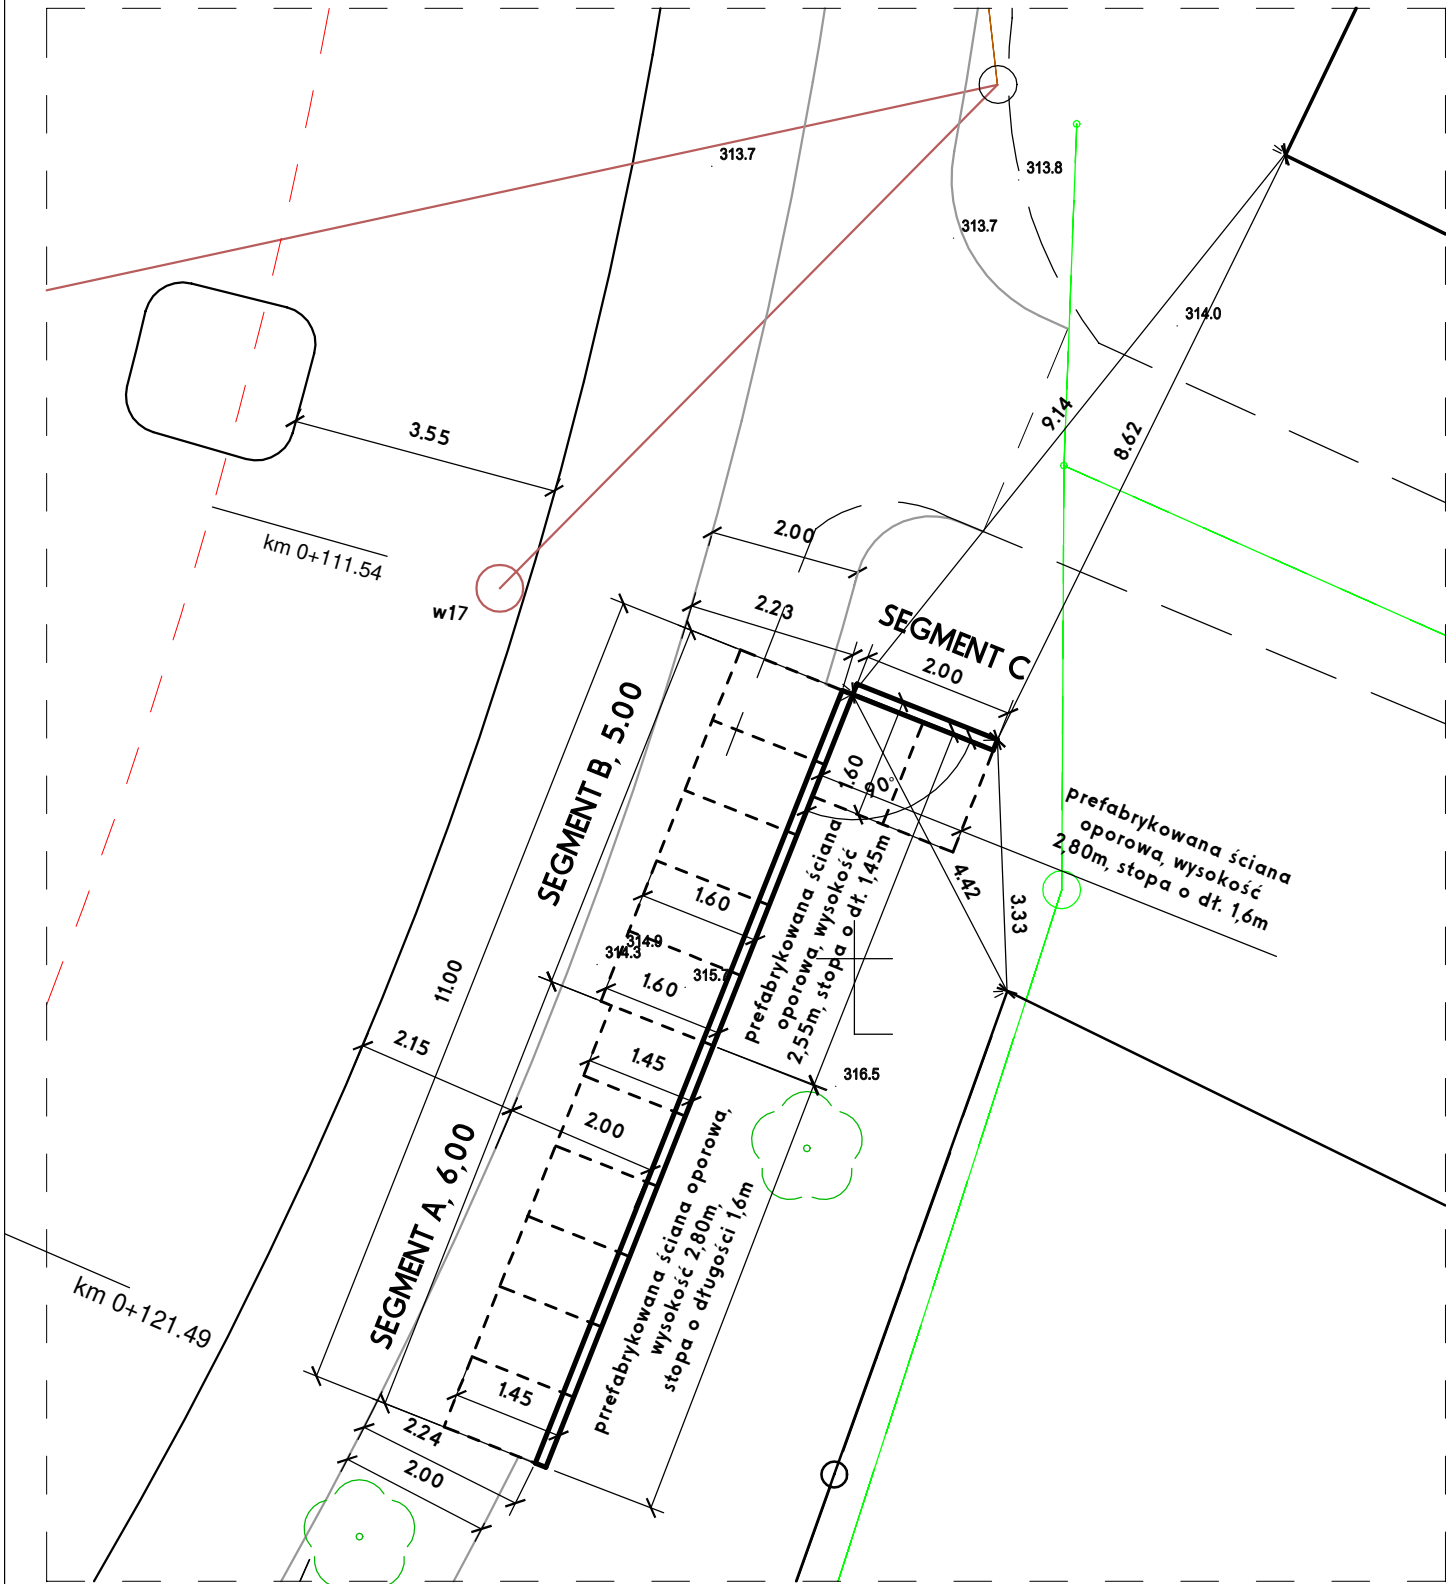 313.7
313.8
313.7
314.0
9.14
8.62
3.55
km 0+111.54
w17
2.00
2.23
SEGMENT C
2.00
SEGMENT B, 5.00
1.60
90°
prefabrykowana ściana
oporowa, wysokość
2,80m, stopa o dł. 1,6m
4.42
3.33
prefabrykowana ściana
oporowa, wysokość
2,55m, stopa o dł. 1,45m
1.60
314.9
314.3
315.7
1.60
11.00
2.15
1.45
316.5
2.00
SEGMENT A, 6,00
prrefabrykowana ściana oporowa,
wysokość 2,80m,
stopa o długości 1,6m
km 0+121.49
1.45
2.24
2.00